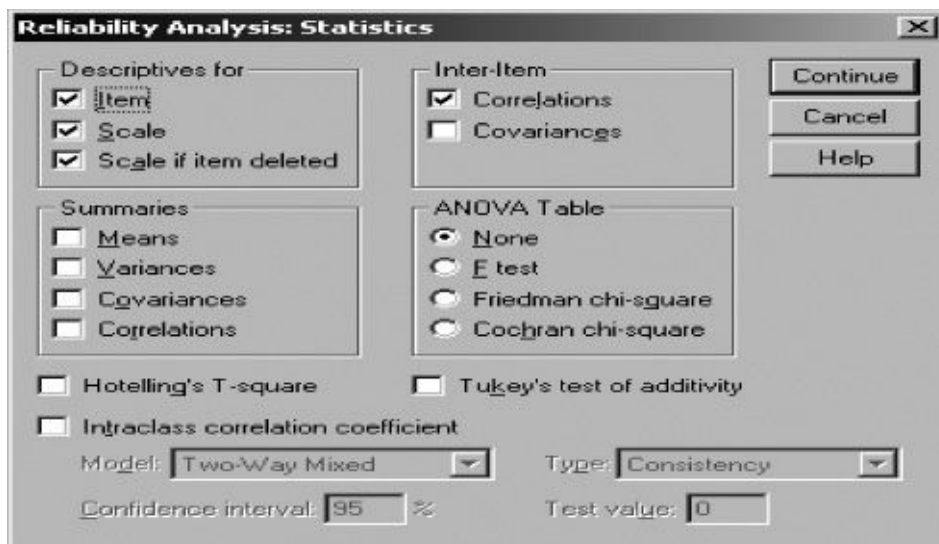 Reliability Analysis: Statistics
Descriptives for
Item
Scale
Scale if item deleted
Inter-Item
Correlations
Covariances
Continue
Cancel
Help
Summaries
Means
Variances
Covariances
Correlations
ANOVA Table
None
F test
Friedman chi-square
Cochran chi-square
Hotelling's T-square
Tukey's test of additivity
Intraclass correlation coefficient
Model: Two-Way Mixed
Type: Consistency
Confidence interval: 95 %
Test value: 0